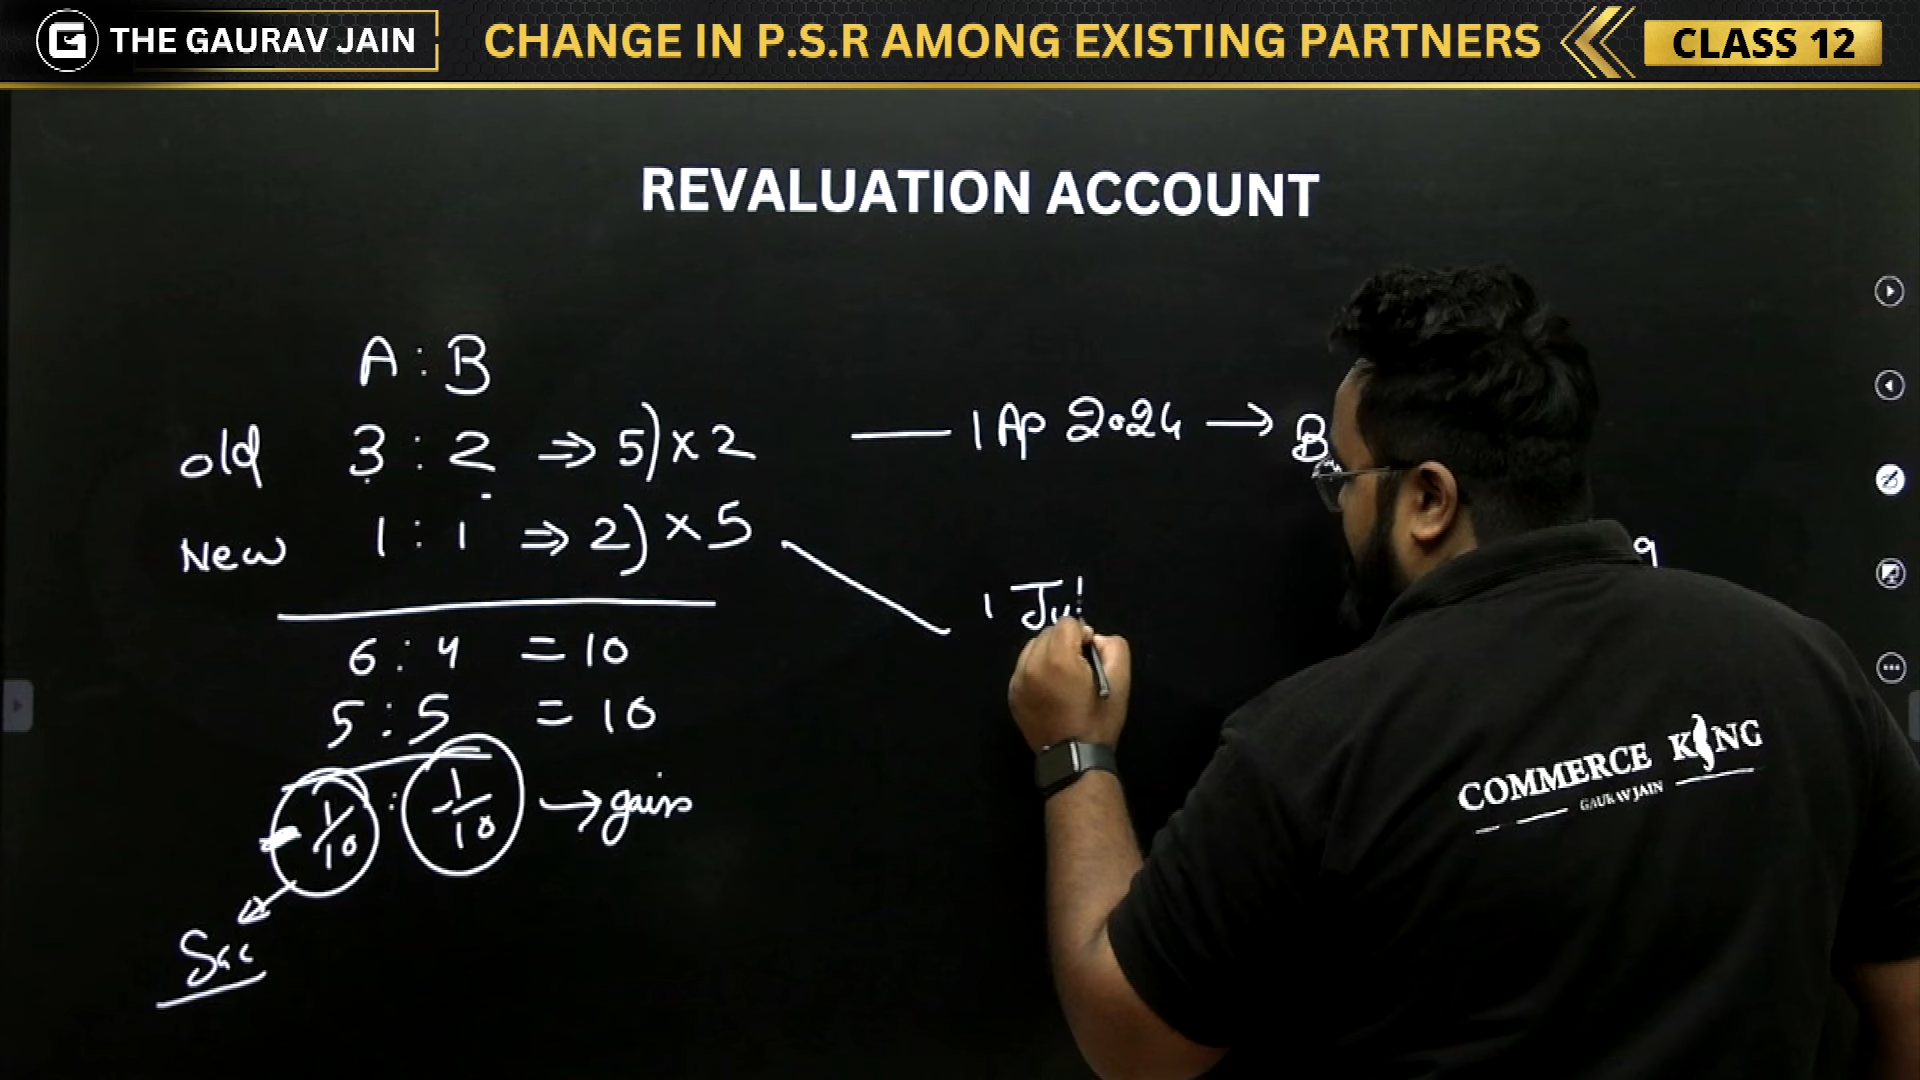 G THE GAURAV JAIN
CHANGE IN P.S.R AMONG EXISTING PARTNERS
CLASS 12
REVALUATION ACCOUNT
A : B
old 3 : 2 ⇒ 5) × 2 — 1 Ap 2024 → B
New 1 : 1 ⇒ 2) × 5 1 Jul
6 : 4 = 10
5 : 5 = 10
- 1/10 : 1/10 → gain
Sac
COMMERCE KING
GAURAV JAIN